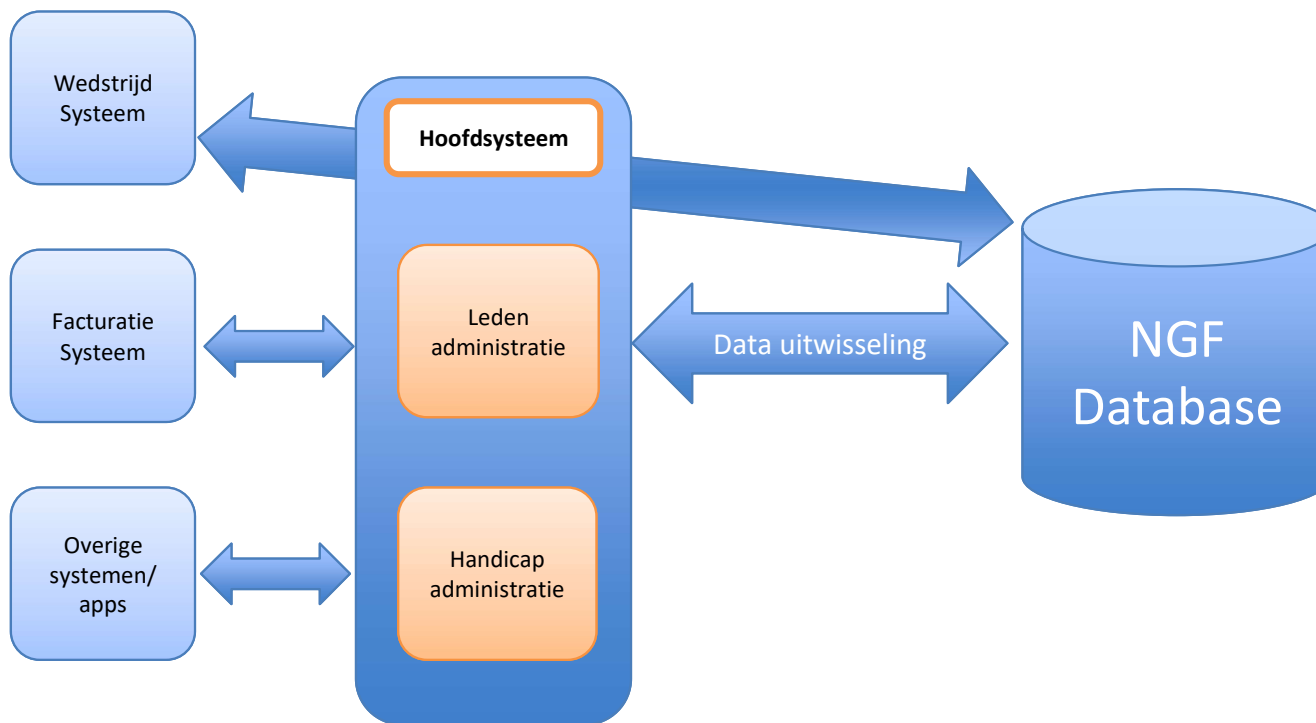 Wedstrijd
Systeem
Hoofdsysteem
Facturatie
Systeem
Leden
administratie
Data uitwisseling
NGF
Database
Overige
systemen/
apps
Handicap
administratie